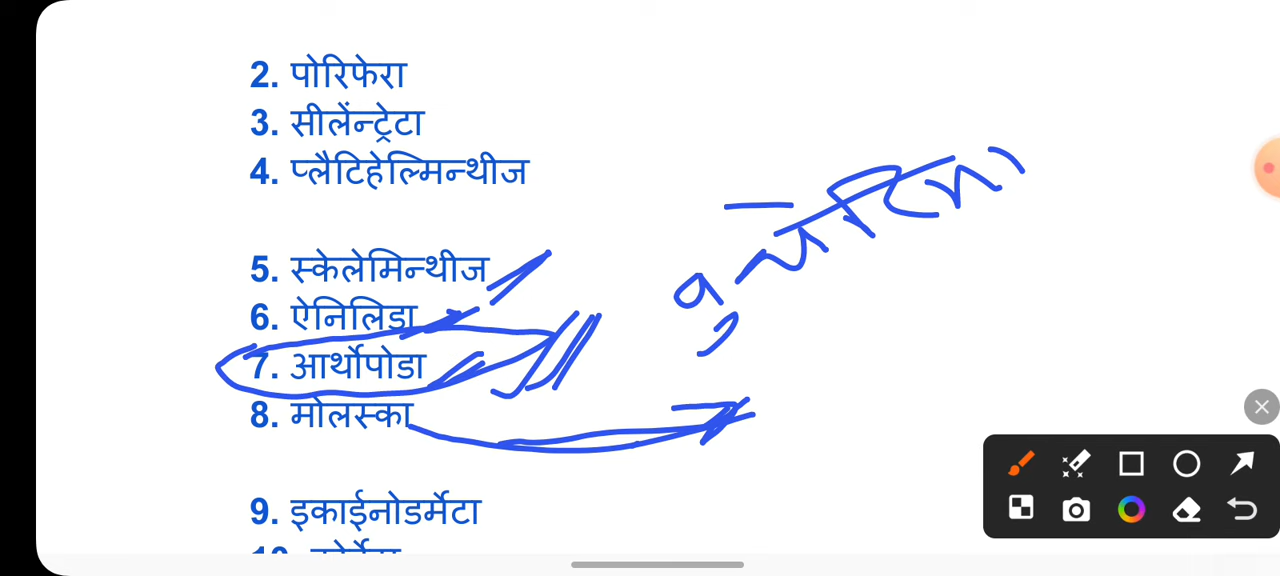 2. पोरिफेरा
3. सीलेंन्ट्रेटा
4. प्लैटिहेल्मिन्थीज
5. स्केलेमिन्थीज
6. ऐनिलिडा
7. आर्थोपोडा
8. मोलस्का
9. इकाईनोडर्मेटा